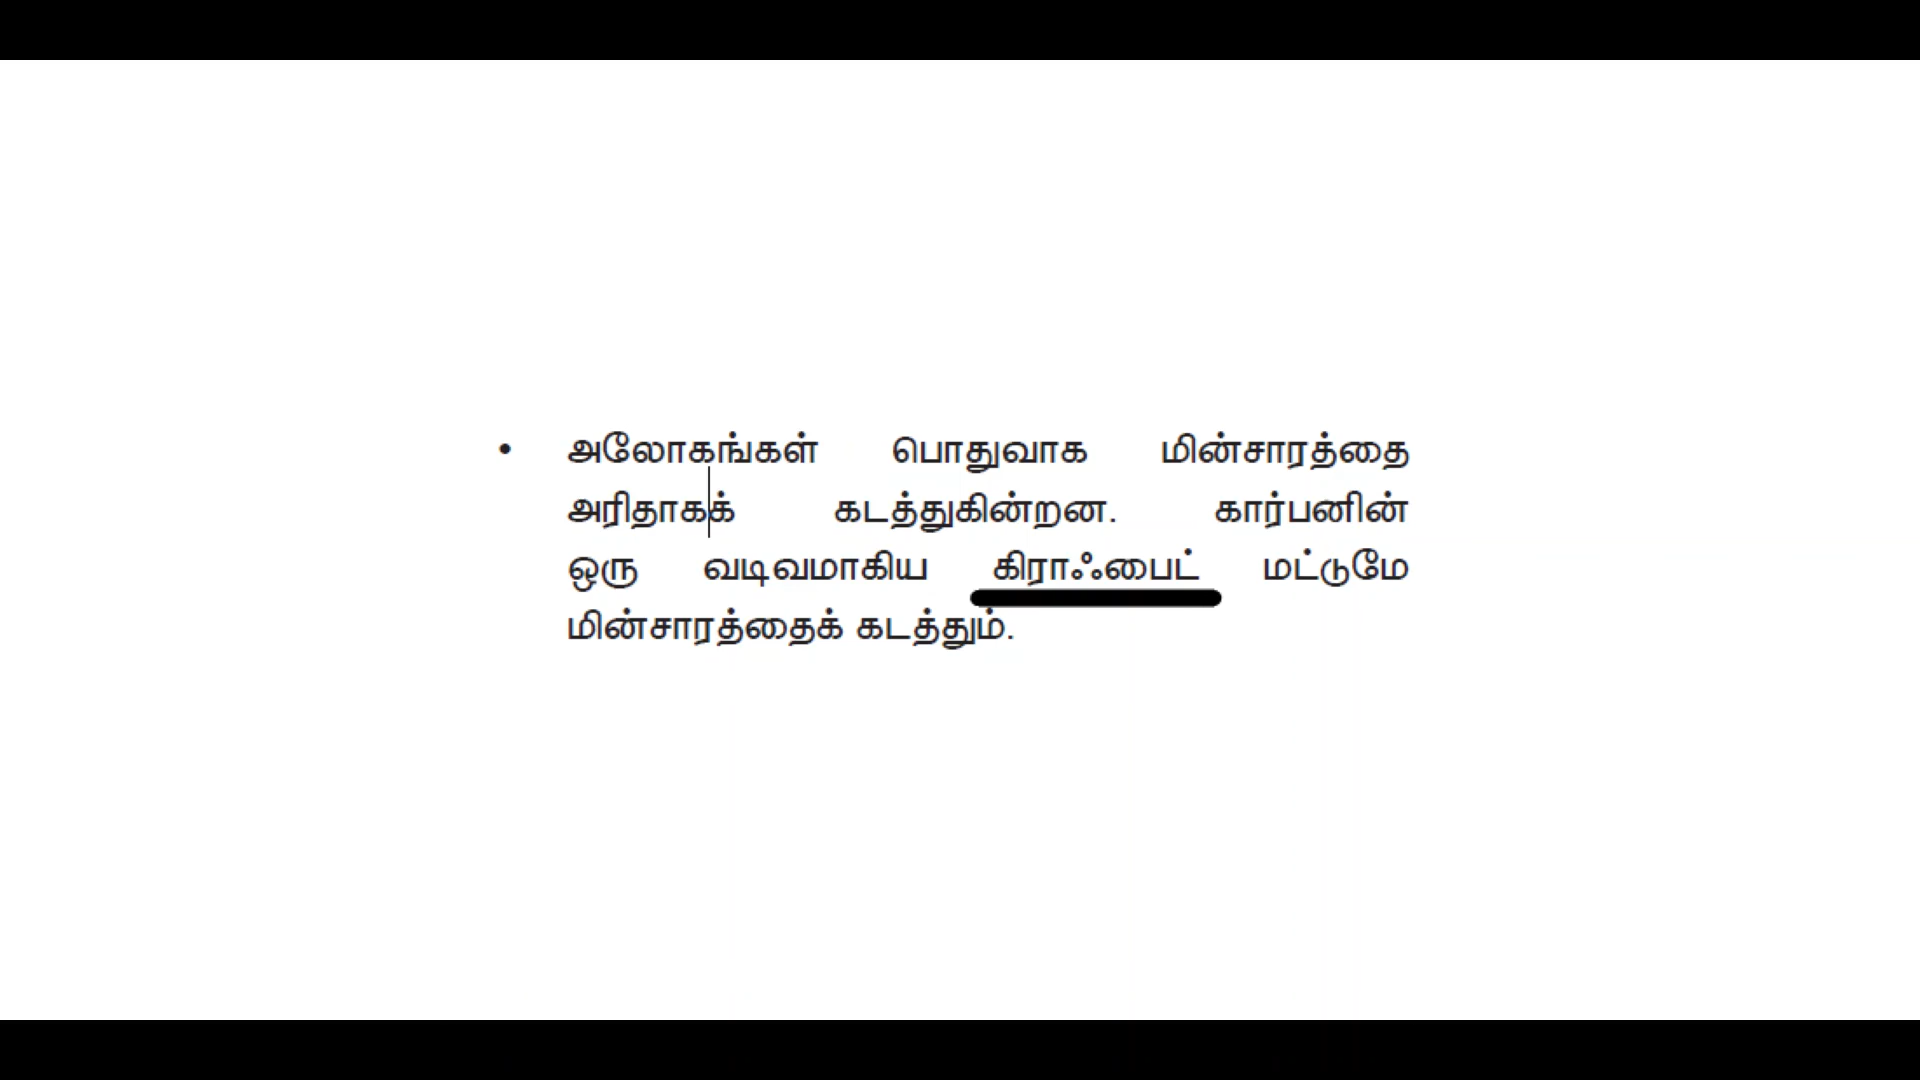 • அலோகங்கள் பொதுவாக மின்சாரத்தை
அரிதாகக் கடத்துகின்றன. கார்பனின்
ஒரு வடிவமாகிய கிராஃபைட் மட்டுமே
மின்சாரத்தைக் கடத்தும்.